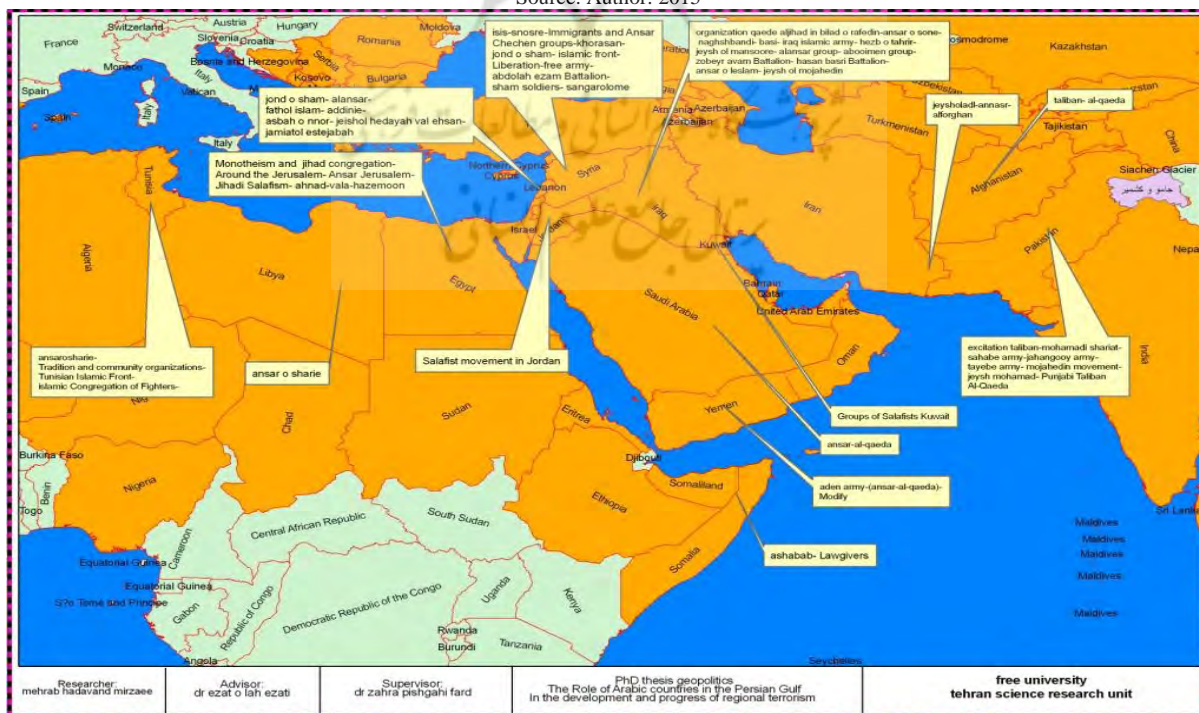 Source: Author: 2015
France
Switzerland
Austria
Hungary
Moldova
Slovenia
Croatia
Romania
Monaco
Italy
Bosnia and Herzegovina
Serbia
Kosovo
Bulgaria
Vatican
Italy
Spain
Spain
Italy
Italy
isis-snosre-Immigrants and Ansar
Chechen groups-khorasan-
jond o sham- islamic front-
Liberation-free army-
abdolah ezam Battalion-
sham soldiers- sangarolome
organization qaede aljihad in bilad o rafedin-ansar o sone-
naghshbandi- basi- iraq islamic army- hezb o tahrir-
jeysh ol mansoore- alansar group- abooimen group-
zobeyr avam Battalion- hasan basri Battalion-
ansar o leslam- jeysh ol mojahedin
Kazakhstan
jond o sham- alansar-
fathol islam- addinie-
asbah o nnor- jeishol hedayah val ehsan-
jamiatol estejabah
Armenia
Azerbaijan
Azerbaijan
jeysholadl-annasr-
alforghan
taliban- al-qaeda
Turkmenistan
Tajikistan
China
Monotheism and jihad congregation-
Around the Jerusalem- Ansar Jerusalem-
Jihadi Salafism- ahnad-vala-hazemoon
Northern Cyprus
Cyprus
Lebanon
Syria
Iraq
Iran
Afghanistan
Siachen Glacier
جامو و کشمیر
پرتال جامع علوم انسانی
Tunisia
Algeria
Libya
Egypt
Israel
Jordan
Kuwait
Pakistan
Nepa
Saudi Arabia
Bahrain
Qatar
United Arab Emirates
Oman
India
ansarosharie-
Tradition and community organizations-
Tunisian Islamic Front-
islamic Congregation of Fighters-
ansar o sharie
Salafist movement in Jordan
excitation taliban-mohamadi shariat-
sahabe army-jahangooy army-
tayebe army- mojahedin movement-
jeysh mohamad- Punjabi Taliban
Al-Qaeda
Chad
Sudan
Eritrea
Yemen
Groups of Salafists Kuwait
ansar-al-qaeda
aden army-(ansar-al-qaeda)-
Modify
Burkina Faso
Benin
Togo
Nigeria
Djibouti
Somaliland
Ethiopia
Somalia
ashabab- Lawgivers
Sri Lanka
Maldives
Maldives
Maldives
Maldives
Maldives
Cameroon
Central African Republic
South Sudan
Equatorial Guinea
Equatorial Guinea
S?o Tomé and Principe
Gabon
Republic of Congo
Democratic Republic of the Congo
Uganda
Kenya
Rwanda
Burundi
Tanzania
Angola
Seychelles
Researcher:
mehrab hadavand mirzaee
Advisor:
dr ezat o lah ezati
Supervisor:
dr zahra pishgahi fard
PhD thesis geopolitics
The Role of Arabic countries in the Persian Gulf
In the development and progress of regional terrorism
free university
tehran science research unit